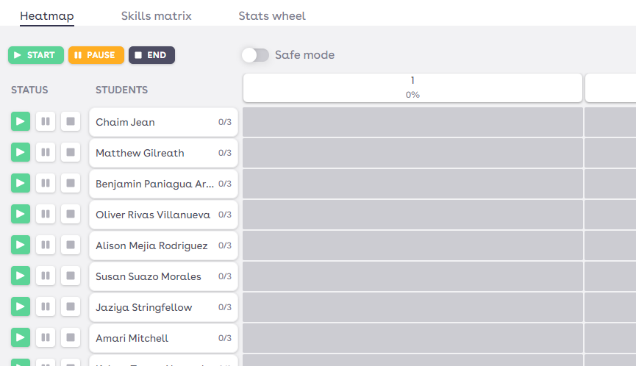 Heatmap Skills matrix Stats wheel
START PAUSE END Safe mode
1
0%
STATUS STUDENTS
Chaim Jean 0/3
Matthew Gilreath 0/3
Benjamin Paniagua Ar... 0/3
Oliver Rivas Villanueva 0/3
Alison Mejia Rodriguez 0/3
Susan Suazo Morales 0/3
Jaziya Stringfellow 0/3
Amari Mitchell 0/3